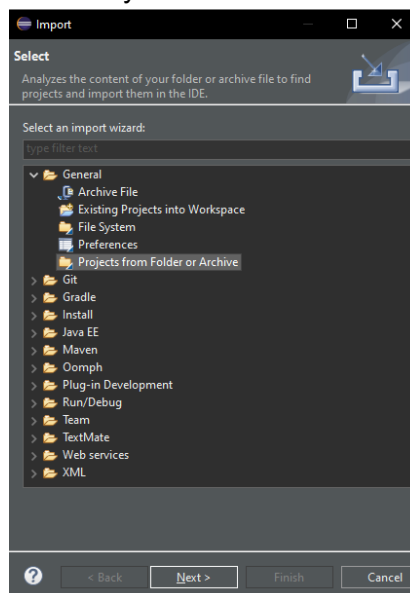 Import
Select
Analyzes the content of your folder or archive file to find
projects and import them in the IDE.
Select an import wizard:
type filter text
General
Archive File
Existing Projects into Workspace
File System
Preferences
Projects from Folder or Archive
Git
Gradle
Install
Java EE
Maven
Oomph
Plug-in Development
Run/Debug
Team
TextMate
Web services
XML
< Back Next > Finish Cancel